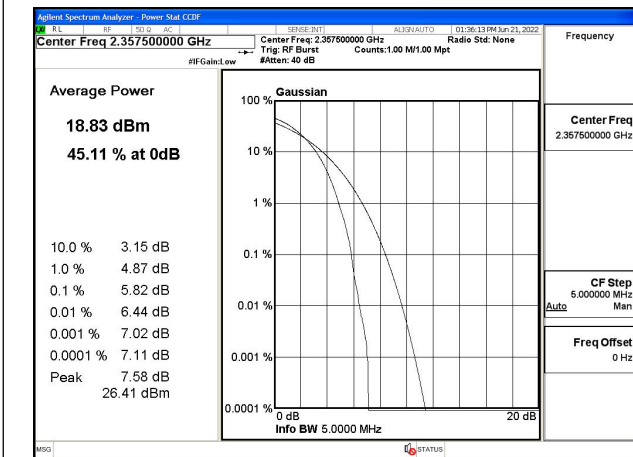 Agilent Spectrum Analyzer - Power Stat CCDF
RL RF 50 Ω AC SENSE:INT ALIGNAUTO 01:36:13 PM Jun 21, 2022
Center Freq 2.357500000 GHz
Center Freq: 2.357500000 GHz Radio Std: None
Trig: RF Burst Counts:1.00 M/1.00 Mpt
#IFGain:Low #Atten: 40 dB
Frequency
Average Power
18.83 dBm
45.11 % at 0dB
10.0 % 3.15 dB
1.0 % 4.87 dB
0.1 % 5.82 dB
0.01 % 6.44 dB
0.001 % 7.02 dB
0.0001 % 7.11 dB
Peak 7.58 dB
26.41 dBm
Gaussian
100 %
10 %
1 %
0.1 %
0.01 %
0.001 %
0.0001 %
0 dB 20 dB
Info BW 5.0000 MHz
Center Freq
2.357500000 GHz
CF Step
5.000000 MHz
Auto Man
Freq Offset
0 Hz
MSG STATUS